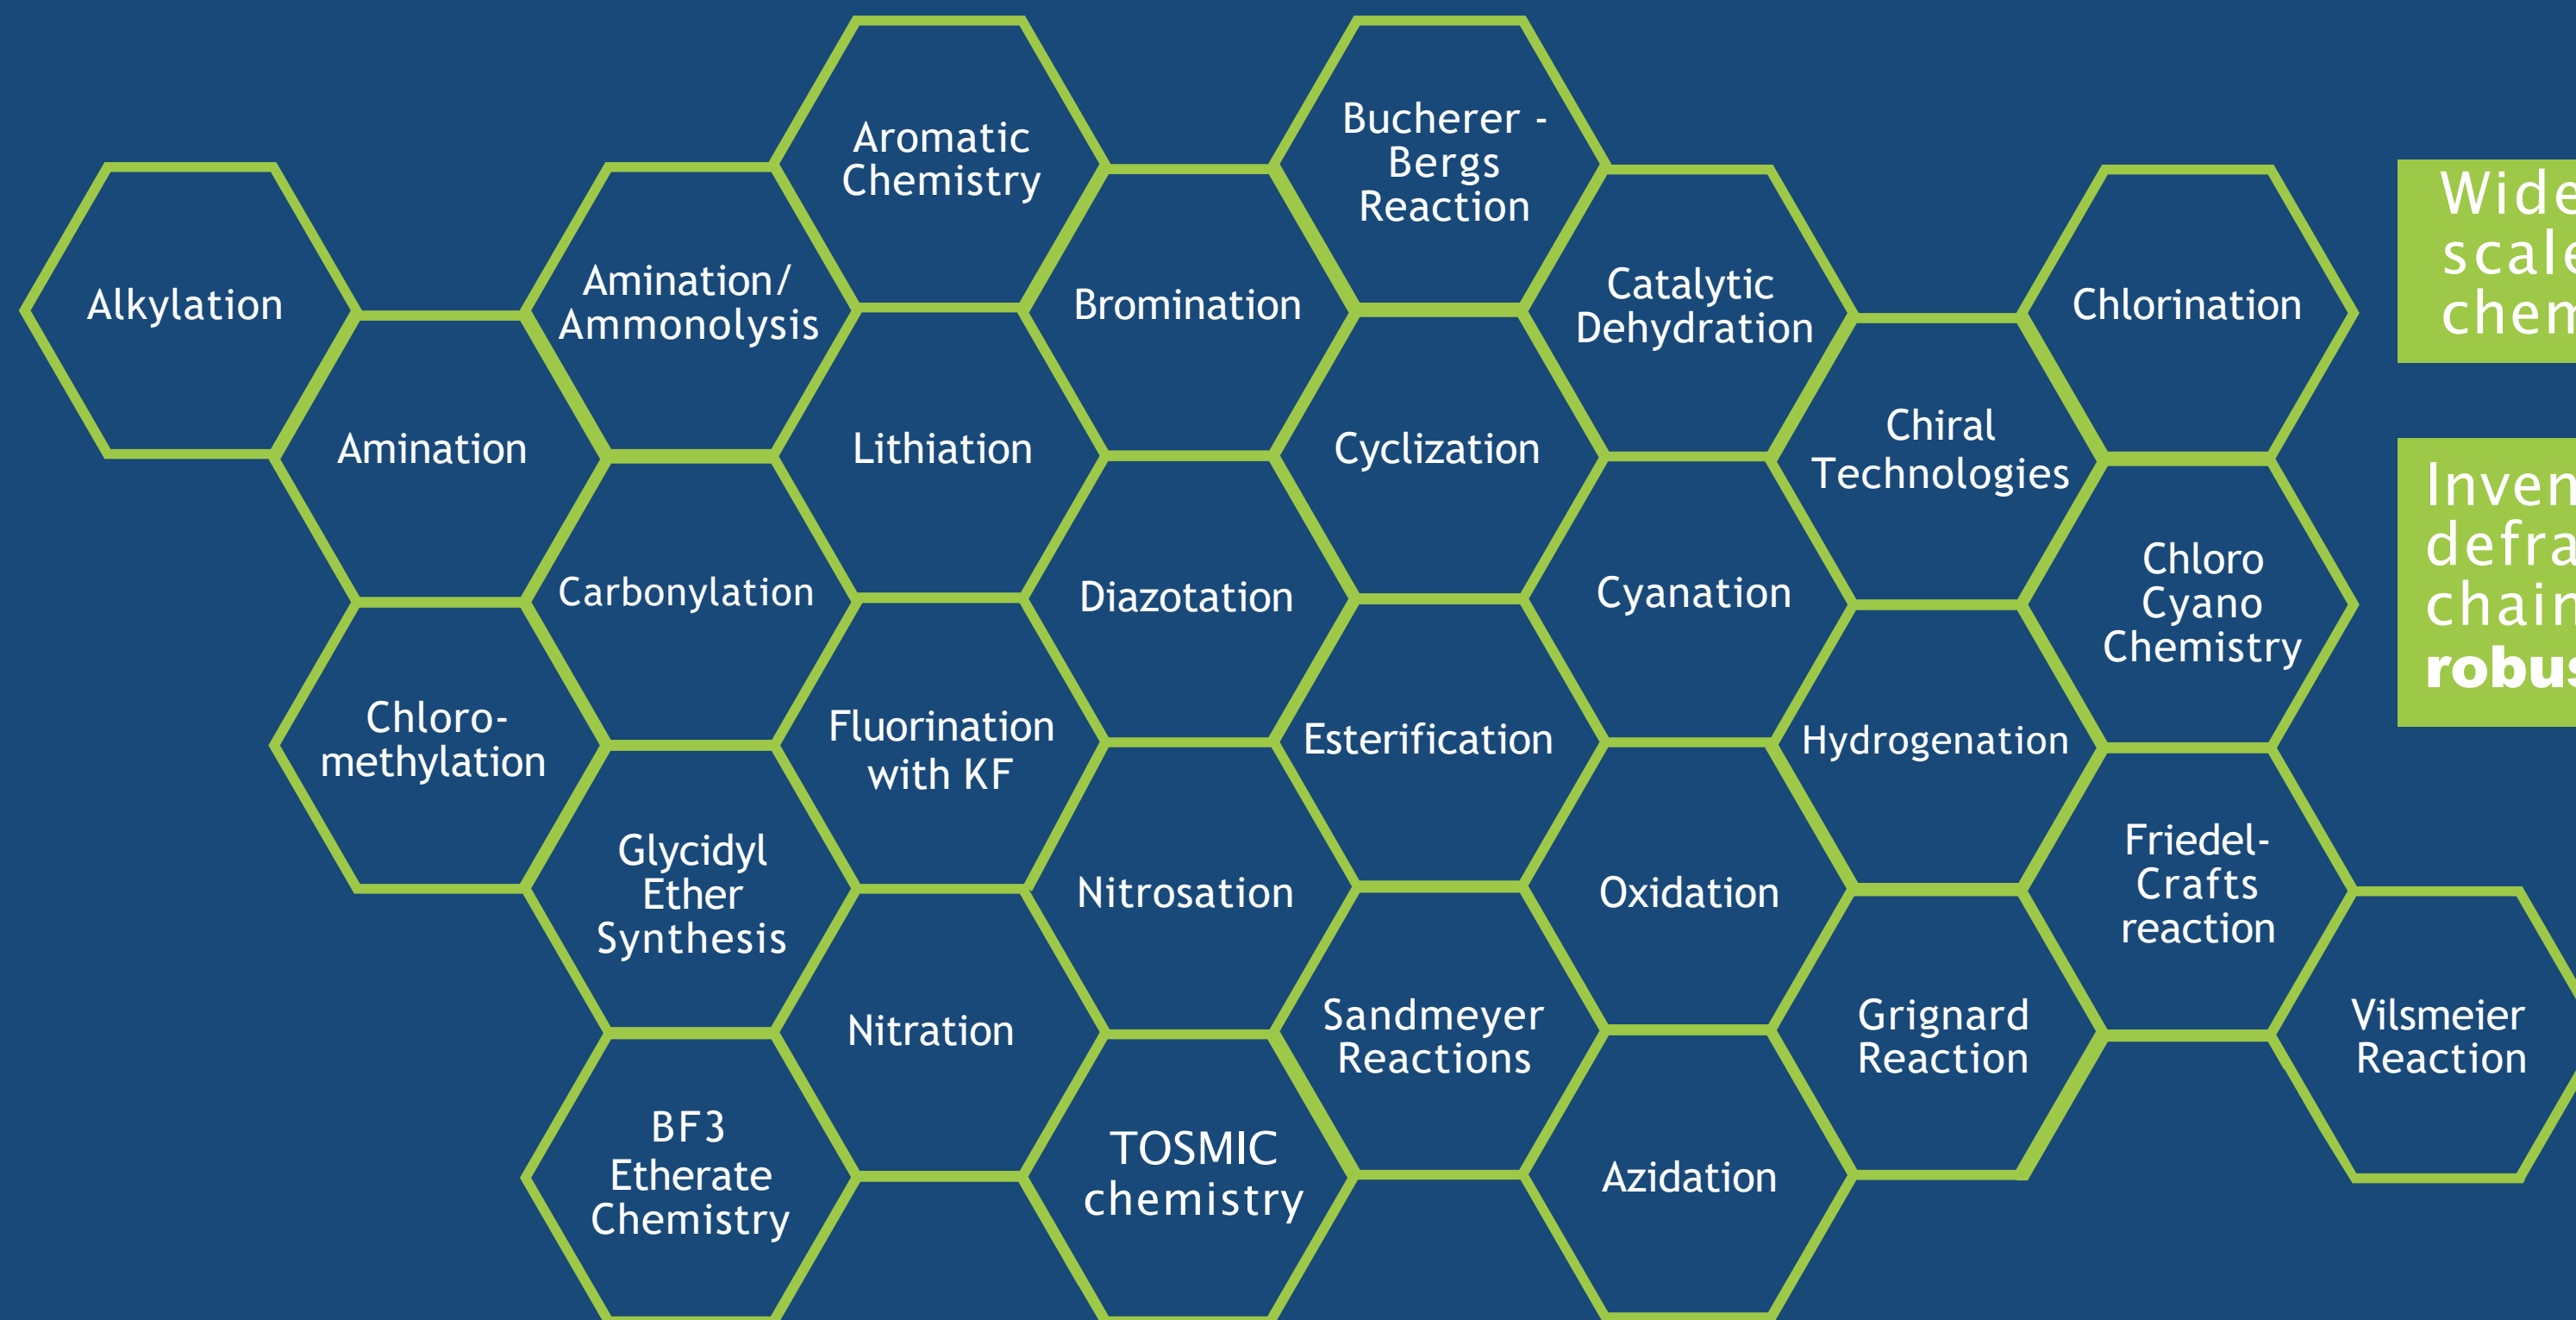 Alkylation
Amination
Chloro-
methylation
Amination/
Ammonolysis
Carbonylation
Glycidyl
Ether
Synthesis
BF3
Etherate
Chemistry
Aromatic
Chemistry
Lithiation
Fluorination
with KF
Nitration
Bromination
Diazotation
Nitrosation
TOSMIC
chemistry
Bucherer -
Bergs
Reaction
Cyclization
Esterification
Sandmeyer
Reactions
Catalytic
Dehydration
Cyanation
Oxidation
Azidation
Chiral
Technologies
Hydrogenation
Grignard
Reaction
Chlorination
Chloro
Cyano
Chemistry
Friedel-
Crafts
reaction
Vilsmeier
Reaction